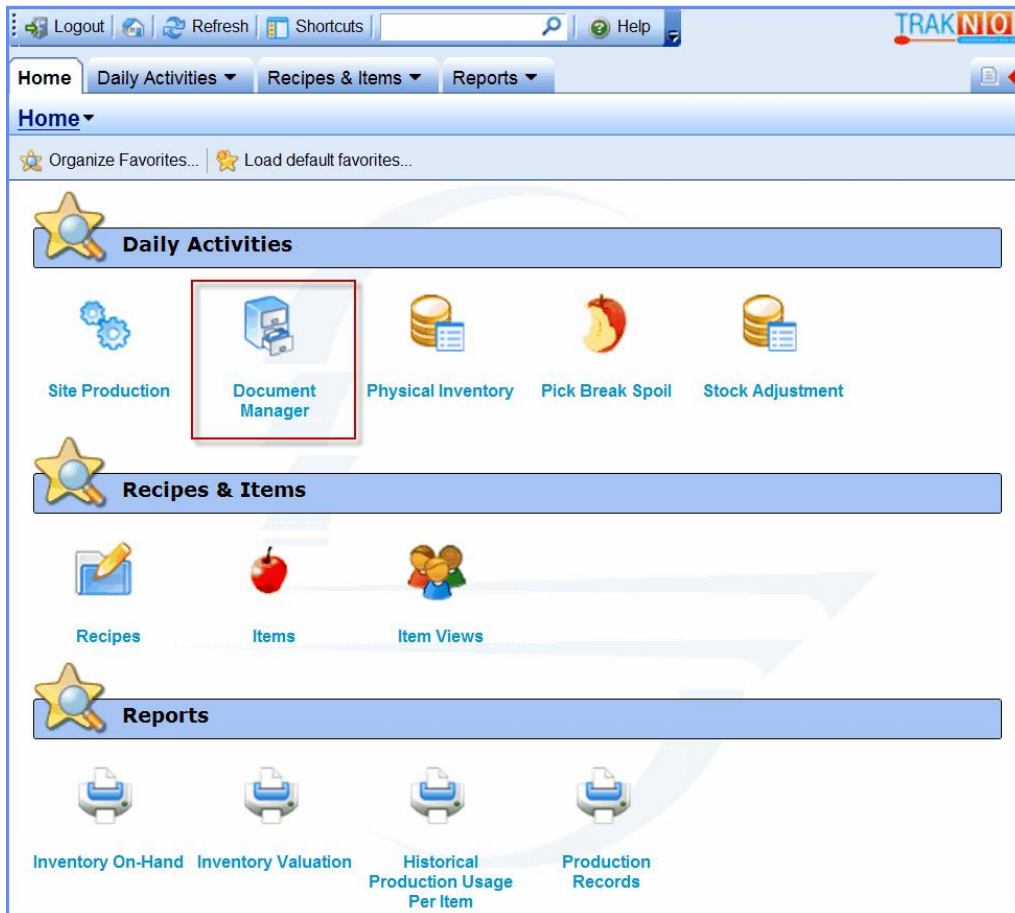 Logout Refresh Shortcuts Help TRAKNO
Home Daily Activities Recipes & Items Reports
Home
Organize Favorites... Load default favorites...
Daily Activities
Site Production Document Manager Physical Inventory Pick Break Spoil Stock Adjustment
Recipes & Items
Recipes Items Item Views
Reports
Inventory On-Hand Inventory Valuation Historical Production Usage Per Item Production Records